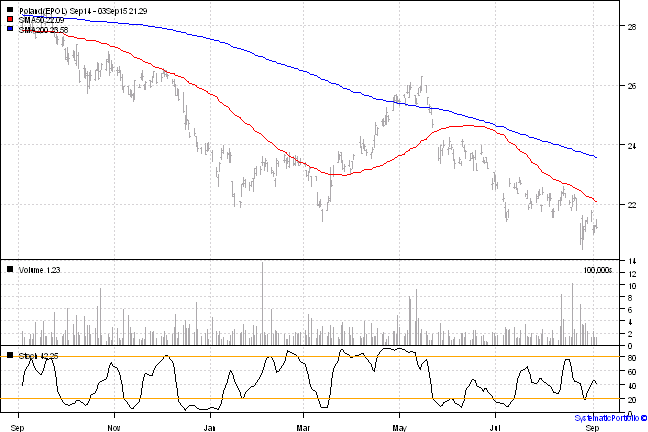 Poland(EPOL) Sep14 - 03Sep15 21.29
SMA50 22.09
SMA200 23.58
28
26
24
22
Volume 1.23
14
100,000s
12
10
8
6
4
2
0
Stoch 42.25
80
60
40
20
0
Sep
Nov
Jan
Mar
May
Jul
Sep
SystematicPortfolio ©